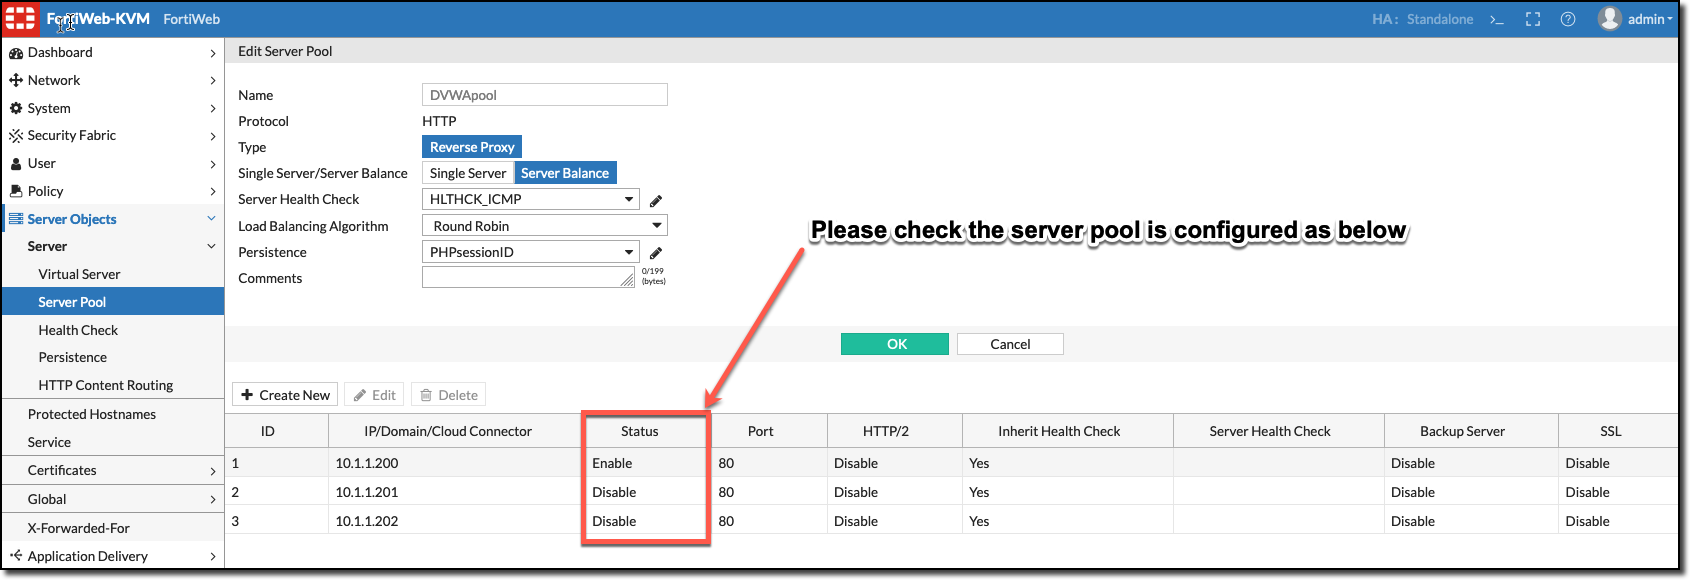 FortiWeb-KVM FortiWeb HA: Standalone >_ admin
Dashboard
Network
System
Security Fabric
User
Policy
Server Objects
Server
Virtual Server
Server Pool
Health Check
Persistence
HTTP Content Routing
Protected Hostnames
Service
Certificates
Global
X-Forwarded-For
Application Delivery
Edit Server Pool
Name DVWApool
Protocol HTTP
Type Reverse Proxy
Single Server/Server Balance Single Server Server Balance
Server Health Check HLTHCK_ICMP
Load Balancing Algorithm Round Robin
Persistence PHPsessionID
Comments 0/199
(bytes)
Please check the server pool is configured as below
OK Cancel
+ Create New Edit Delete
ID IP/Domain/Cloud Connector Status Port HTTP/2 Inherit Health Check Server Health Check Backup Server SSL
1 10.1.1.200 Enable 80 Disable Yes Disable Disable
2 10.1.1.201 Disable 80 Disable Yes Disable Disable
3 10.1.1.202 Disable 80 Disable Yes Disable Disable